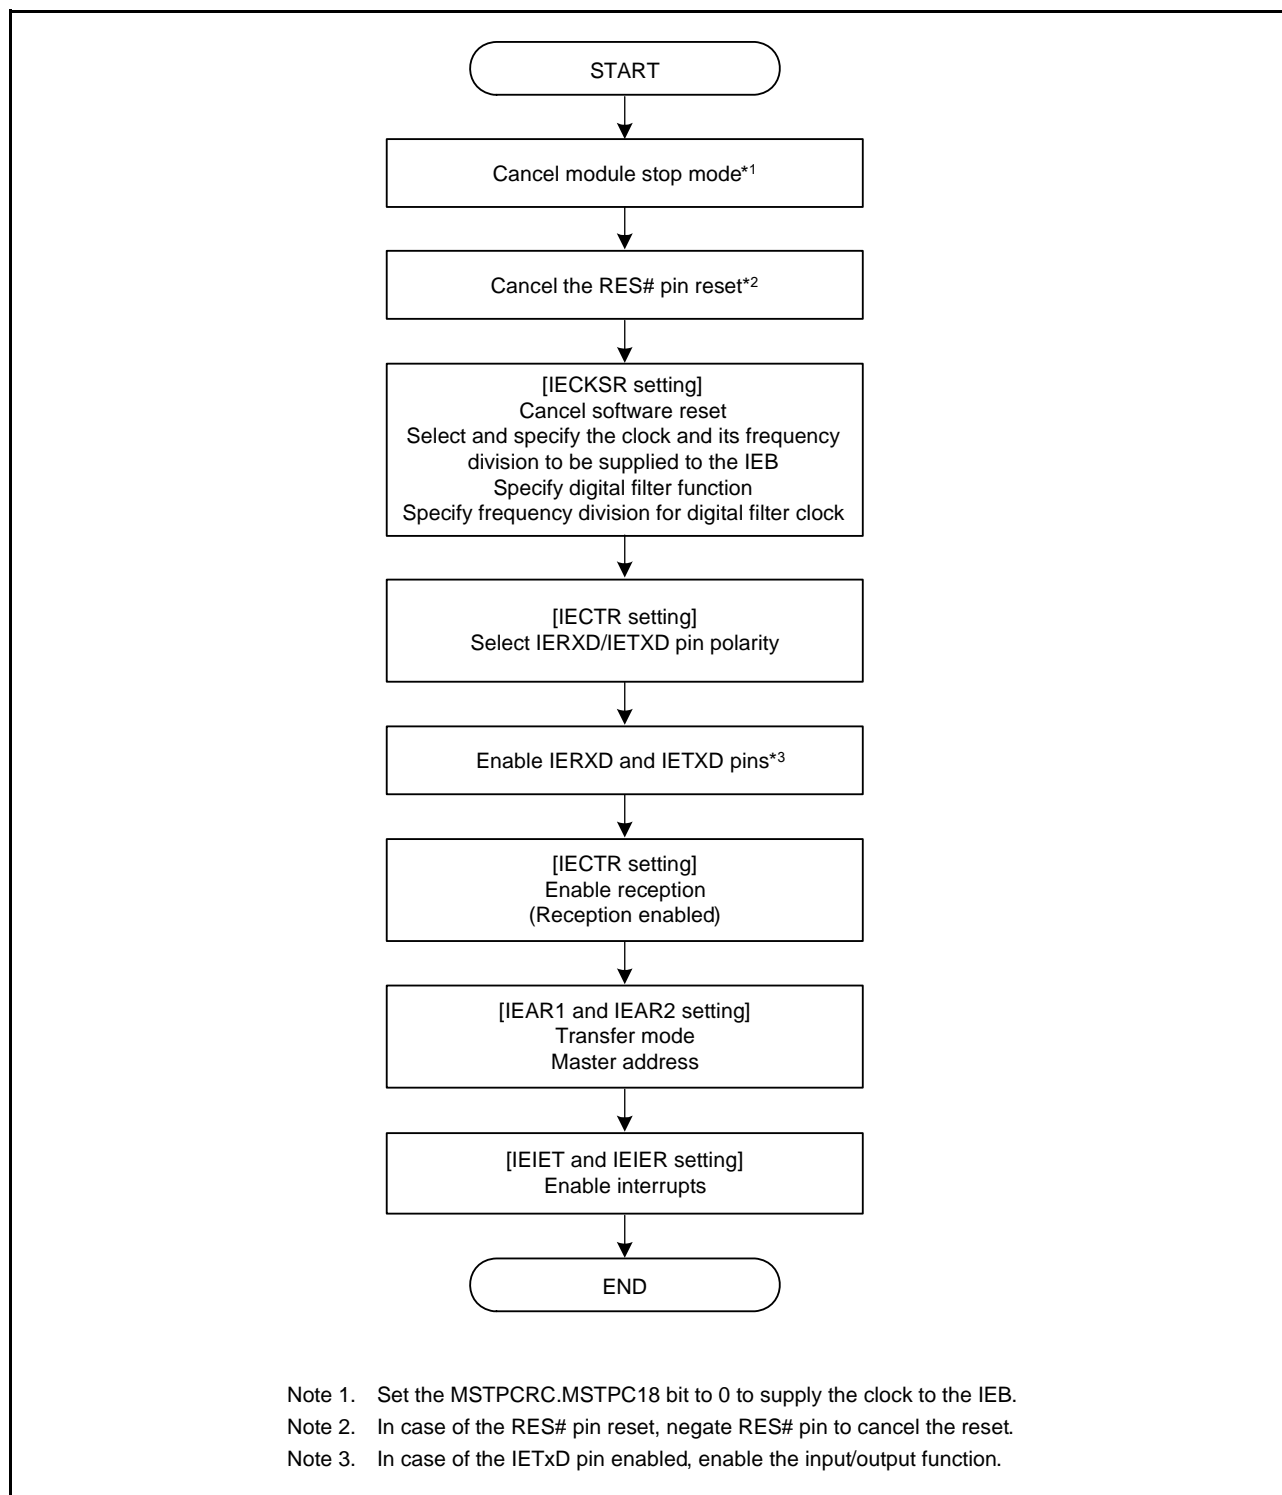 START
Cancel module stop mode*1
Cancel the RES# pin reset*2
[IECKSR setting]
Cancel software reset
Select and specify the clock and its frequency
division to be supplied to the IEB
Specify digital filter function
Specify frequency division for digital filter clock
[IECTR setting]
Select IERXD/IETXD pin polarity
Enable IERXD and IETXD pins*3
[IECTR setting]
Enable reception
(Reception enabled)
[IEAR1 and IEAR2 setting]
Transfer mode
Master address
[IEIET and IEIER setting]
Enable interrupts
END
Note 1. Set the MSTPCRC.MSTPC18 bit to 0 to supply the clock to the IEB.
Note 2. In case of the RES# pin reset, negate RES# pin to cancel the reset.
Note 3. In case of the IETxD pin enabled, enable the input/output function.